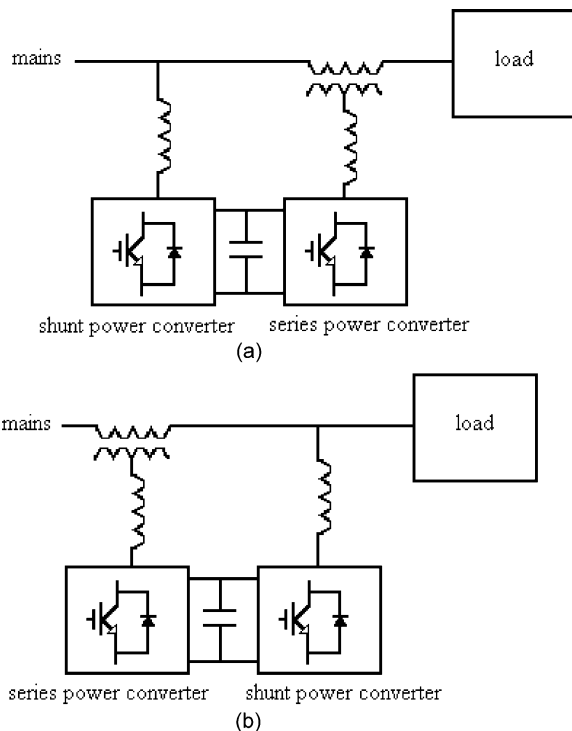 mains
load
shunt power converter
series power converter
(a)
mains
load
series power converter
shunt power converter
(b)